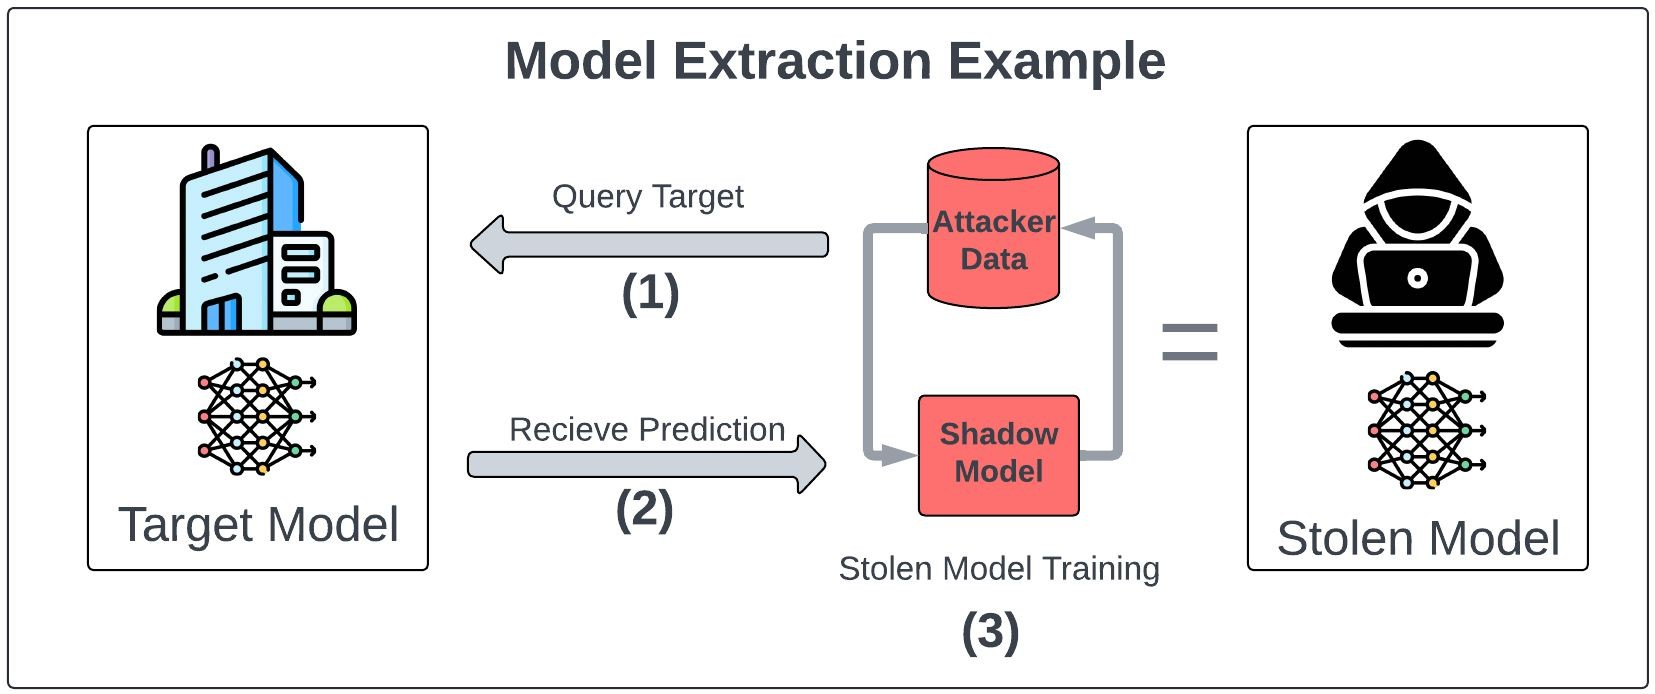 Model Extraction Example
Query Target
(1)
Recieve Prediction
(2)
Target Model
Attacker
Data
Shadow
Model
Stolen Model Training
(3)
=
Stolen Model